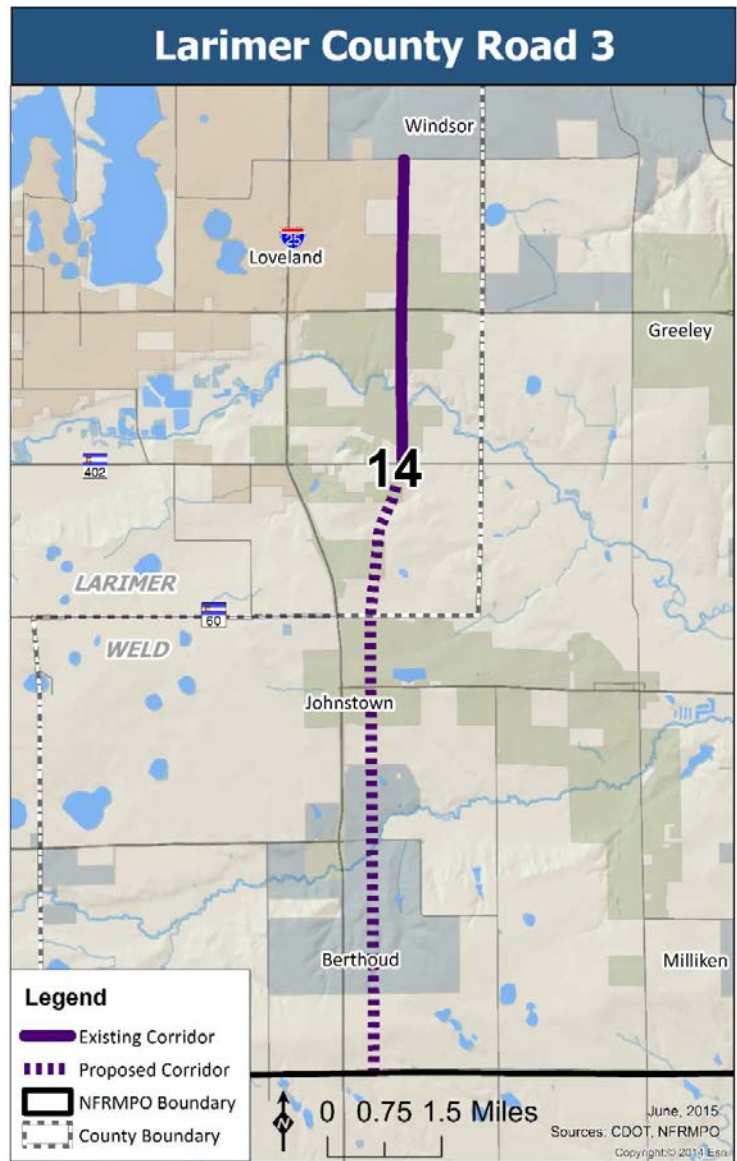 Larimer County Road 3
Windsor
25
Loveland
Greeley
14
402
LARIMER
60
WELD
Johnstown
Berthoud
Milliken
Legend
Existing Corridor
Proposed Corridor
NFRMPO Boundary
County Boundary
N
0 0.75 1.5 Miles
June, 2015
Sources: CDOT, NFRMPO
Copyright:© 2014 Esri